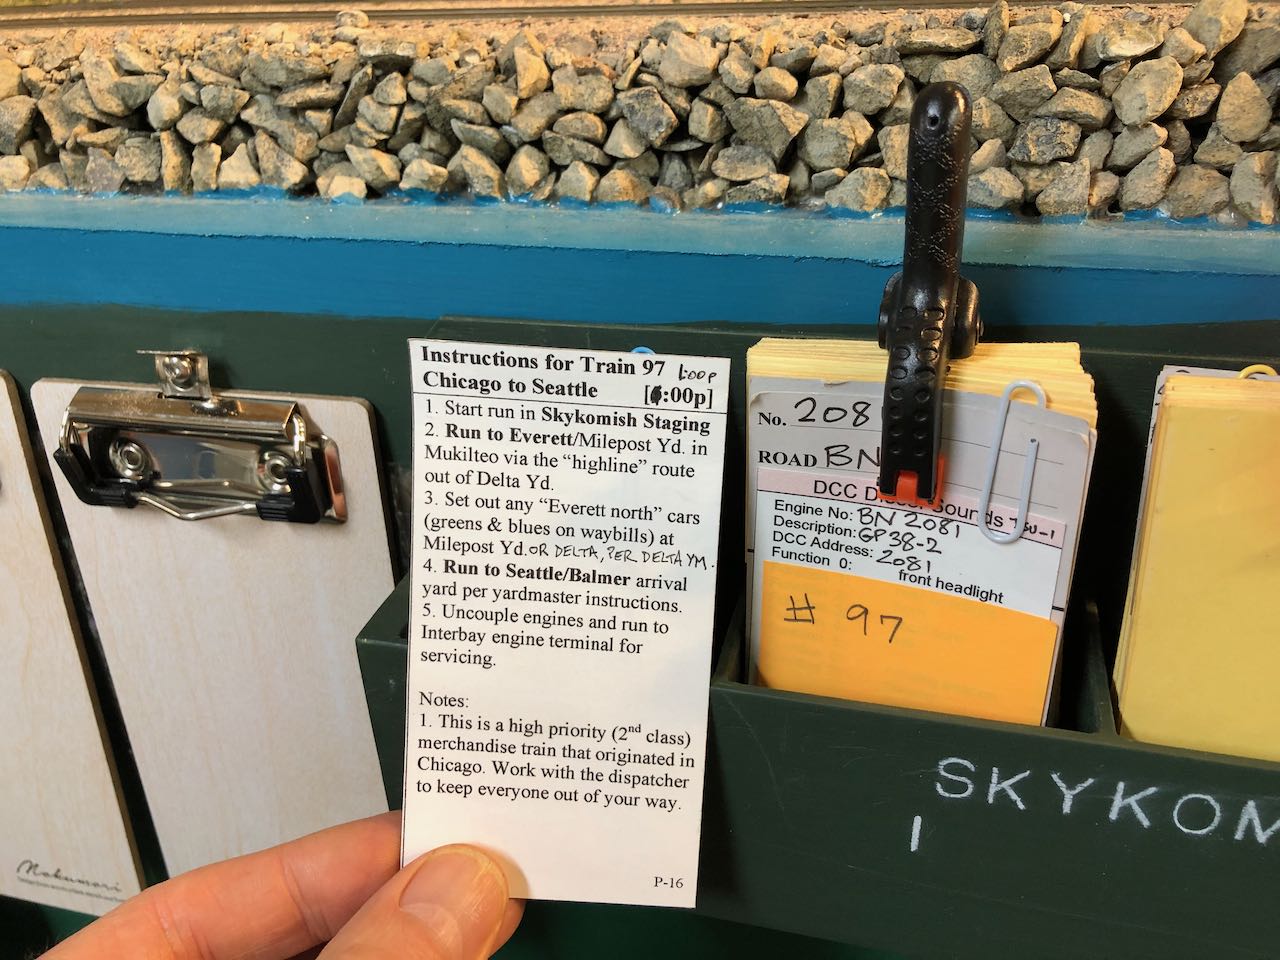 Instructions for Train 97
Chicago to Seattle [6:00p]
1. Start run in Skykomish Staging
2. Run to Everett/Milepost Yd. in
Mukilteo via the “highline” route
out of Delta Yd.
3. Set out any “Everett north” cars
(greens & blues on waybills) at
Milepost Yd. OR DELTA, PER DELTA YM.
4. Run to Seattle/Balmer arrival
yard per yardmaster instructions.
5. Uncouple engines and run to
Interbay engine terminal for
servicing.
Notes:
1. This is a high priority (2nd class)
merchandise train that originated in
Chicago. Work with the dispatcher
to keep everyone out of your way.
P-16
No. 208
ROAD BN
DCC Sounds TSU-1
Engine No: BN 2081
Description: GP38-2
DCC Address: 2081
Function 0: front headlight
# 97
SKYKOM
1